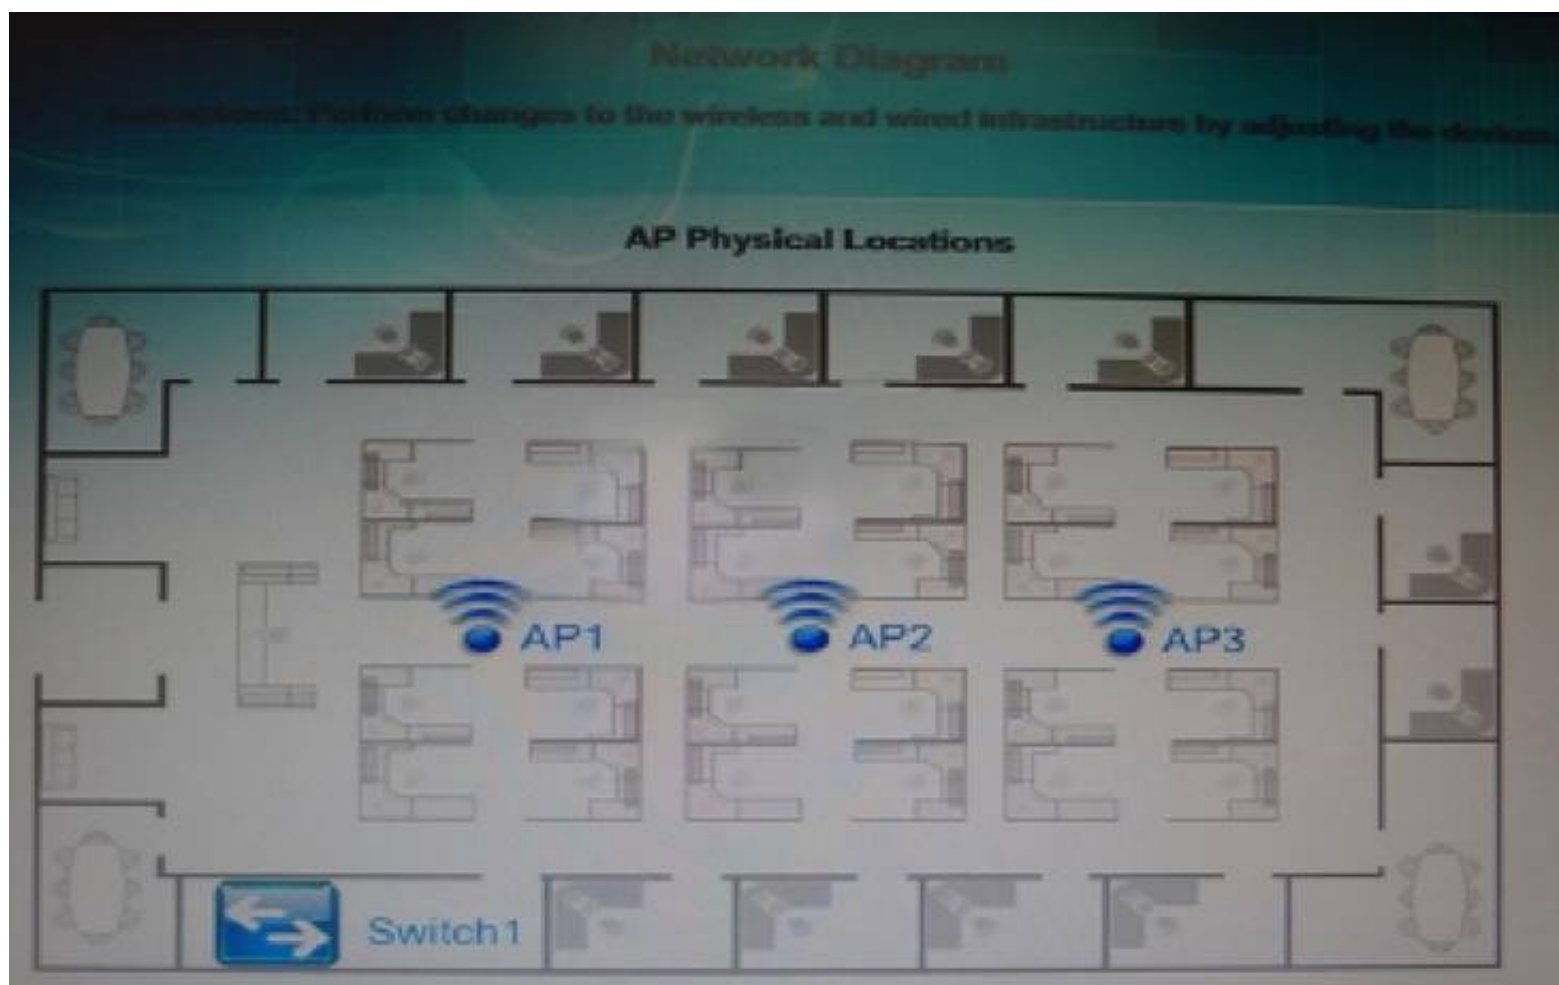 Network Diagram
Instructions: Perform changes to the wireless and wired infrastructure by adjusting the devices.
AP Physical Locations
AP1
AP2
AP3
Switch1